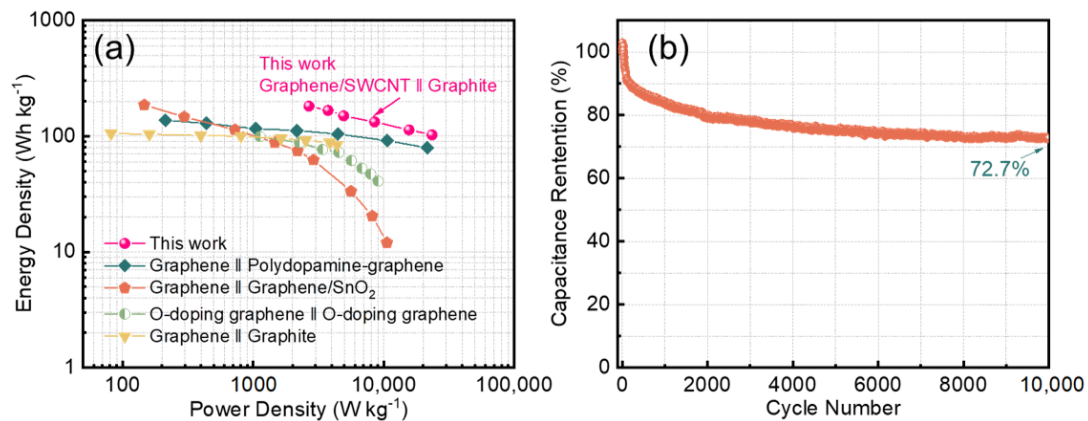 (a)
Energy Density (Wh kg⁻¹)
1000
100
10
1
This work
Graphene/SWCNT ‖ Graphite
This work
Graphene ‖ Polydopamine-graphene
Graphene ‖ Graphene/SnO₂
O-doping graphene ‖ O-doping graphene
Graphene ‖ Graphite
100 1000 10,000 100,000
Power Density (W kg⁻¹)
(b)
Capacitance Rentention (%)
100
80
60
40
20
0
72.7%
0 2000 4000 6000 8000 10,000
Cycle Number